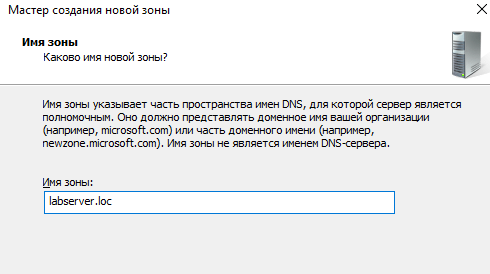 Мастер создания новой зоны
Имя зоны
Каково имя новой зоны?
Имя зоны указывает часть пространства имен DNS, для которой сервер является
полномочным. Оно должно представлять доменное имя вашей организации
(например, microsoft.com) или часть доменного имени (например,
newzone.microsoft.com). Имя зоны не является именем DNS-сервера.
Имя зоны:
labserver.loc